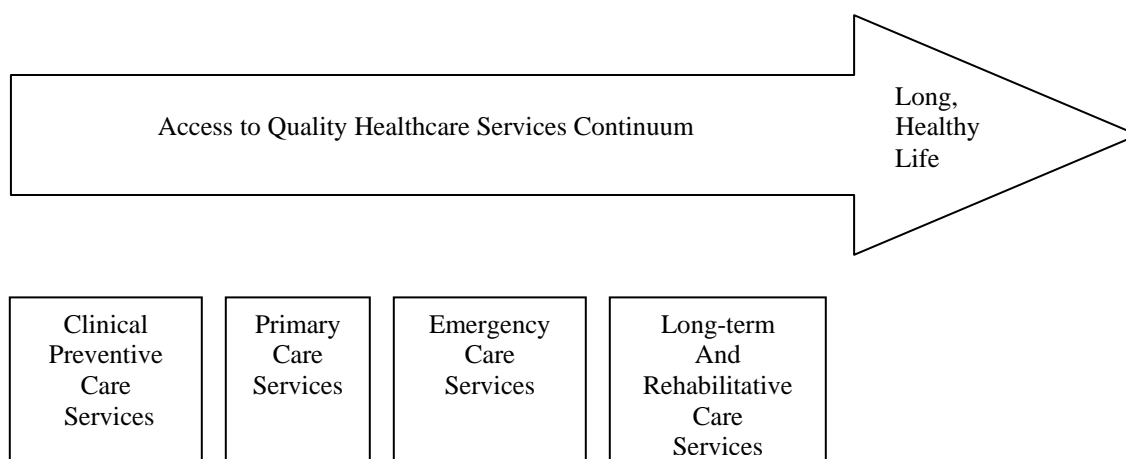 Access to Quality Healthcare Services Continuum
Long,
Healthy
Life
Clinical
Preventive
Care
Services
Primary
Care
Services
Emergency
Care
Services
Long-term
And
Rehabilitative
Care
Services